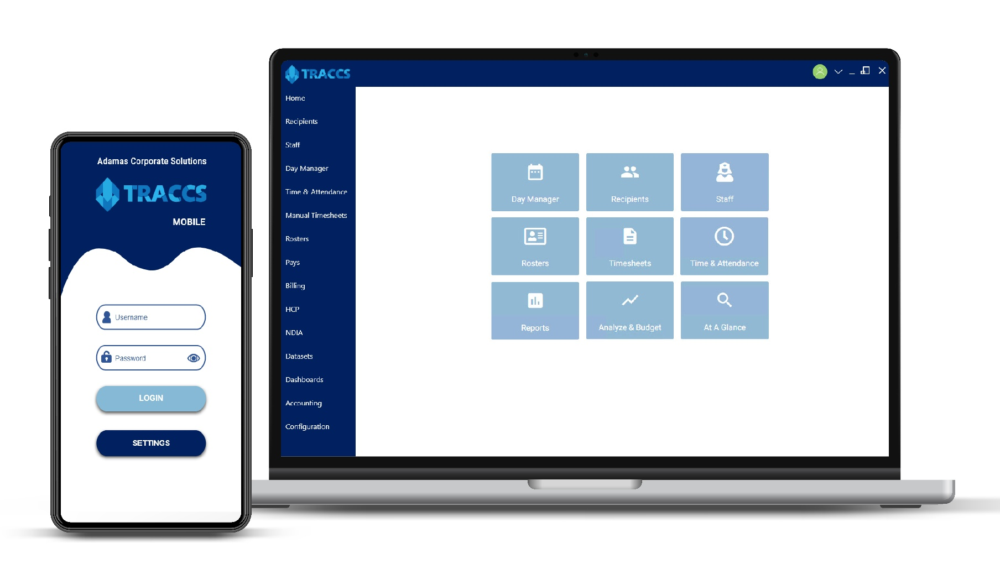 Adamas Corporate Solutions
TRACCS
MOBILE
Username
Password
LOGIN
SETTINGS
TRACCS
Home
Recipients
Staff
Day Manager
Time & Attendance
Manual Timesheets
Rosters
Pays
Billing
HCP
NDIA
Datasets
Dashboards
Accounting
Configuration
Day Manager
Recipients
Staff
Rosters
Timesheets
Time & Attendance
Reports
Analyze & Budget
At A Glance